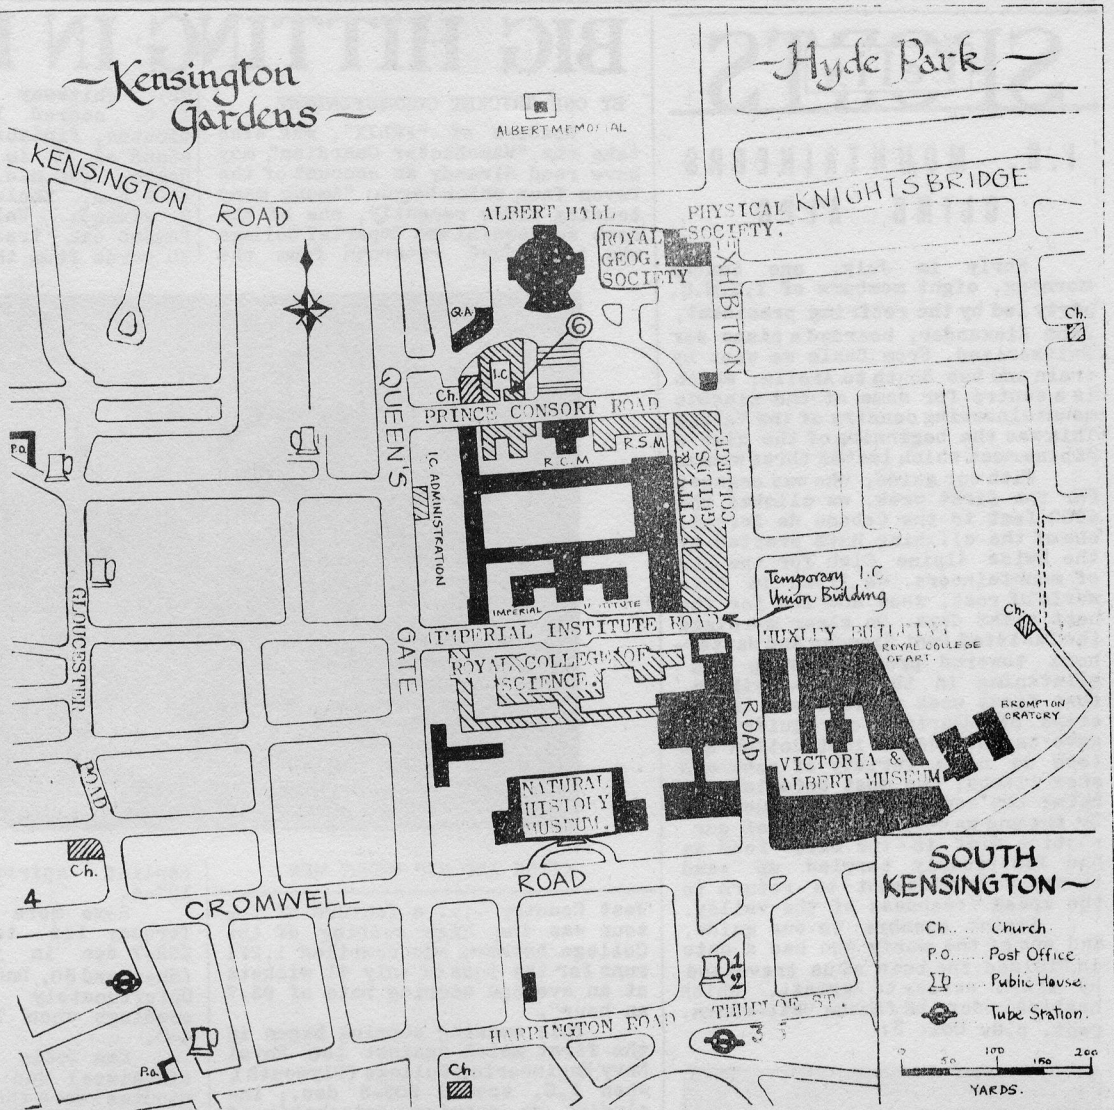 ~Kensington
Gardens~
~Hyde Park~
ALBERT MEMORIAL
KENSINGTON ROAD
KNIGHTSBRIDGE
ALBERT HALL
PHYSICAL
SOCIETY.
ROYAL
GEOG.
SOCIETY
EXHIBITION
Q.A.
6
Ch.
I.C.
Ch.
QUEEN'S
PRINCE CONSORT ROAD
P.O.
R.S.M
R.C.M
I.C. ADMINISTRATION
CITY &
GUILDS
COLLEGE
Temporary I.C.
Union Building
GLOUCESTER
IMPERIAL INSTITUTE
Ch.
GATE
IMPERIAL INSTITUTE ROAD
HUXLEY BUILDING
ROYAL COLLEGE
OF ART.
ROYAL COLLEGE OF
SCIENCE.
BROMPTON
ORATORY
ROAD
ROAD
VICTORIA &
ALBERT MUSEUM
NATURAL
HISTORY
MUSEUM.
Ch.
4
CROMWELL
ROAD
SOUTH
KENSINGTON~
Ch. .... Church.
P.O. .... Post Office.
.. Public House.
.. Tube Station.
0 50 100 150 200
YARDS.
1
2
HARRINGTON ROAD
THURLOE ST.
3
P.o.
Ch.